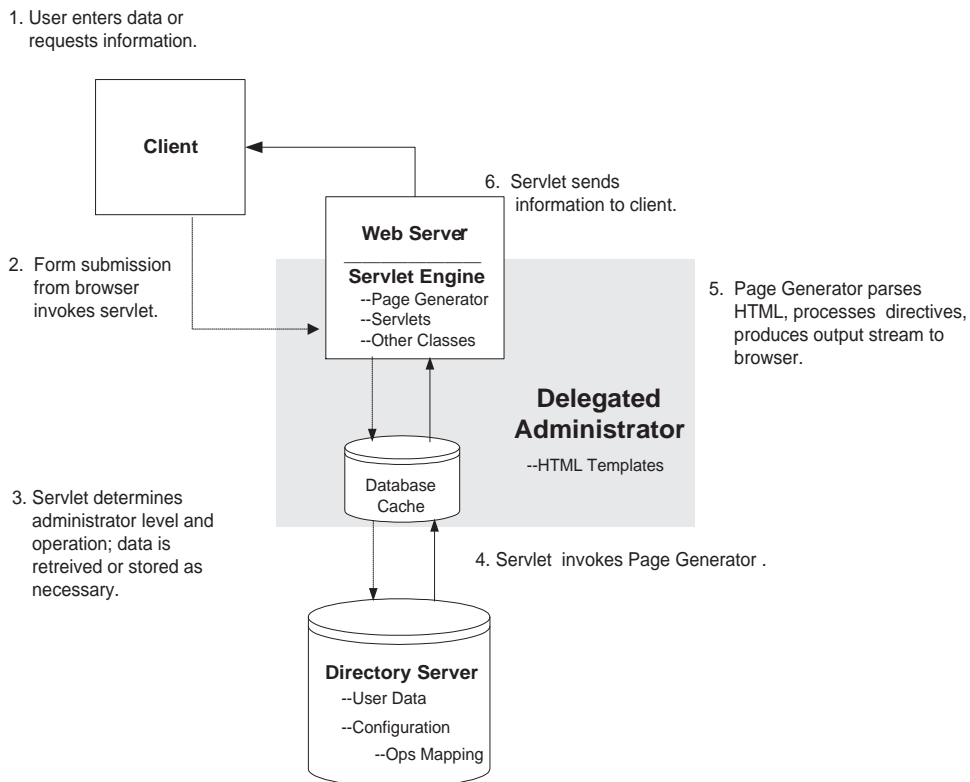 1. User enters data or
requests information.
Client
6. Servlet sends
information to client.
Web Server
Servlet Engine
--Page Generator
--Servlets
--Other Classes
2. Form submission
from browser
invokes servlet.
5. Page Generator parses
HTML, processes directives,
produces output stream to
browser.
Delegated
Administrator
--HTML Templates
Database
Cache
3. Servlet determines
administrator level and
operation; data is
retreived or stored as
necessary.
4. Servlet invokes Page Generator .
Directory Server
--User Data
--Configuration
--Ops Mapping